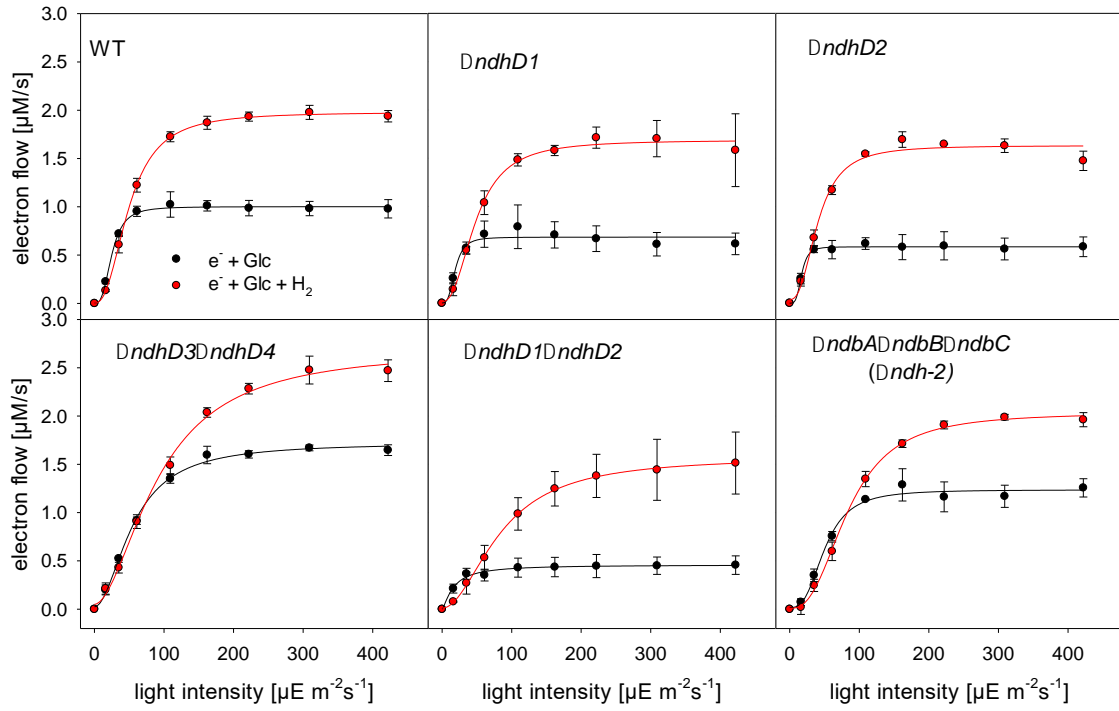 3.0
2.5
2.0
1.5
1.0
0.5
0.0
electron flow [µM/s]
WT
e⁻ + Glc
e⁻ + Glc + H₂
DndhD1
DndhD2
3.0
2.5
2.0
1.5
1.0
0.5
0.0
electron flow [µM/s]
DndhD3DndhD4
DndhD1DndhD2
DndbADndbBDndbC
(Dndh-2)
0 100 200 300 400
0 100 200 300 400
0 100 200 300 400
light intensity [µE m⁻²s⁻¹]
light intensity [µE m⁻²s⁻¹]
light intensity [µE m⁻²s⁻¹]